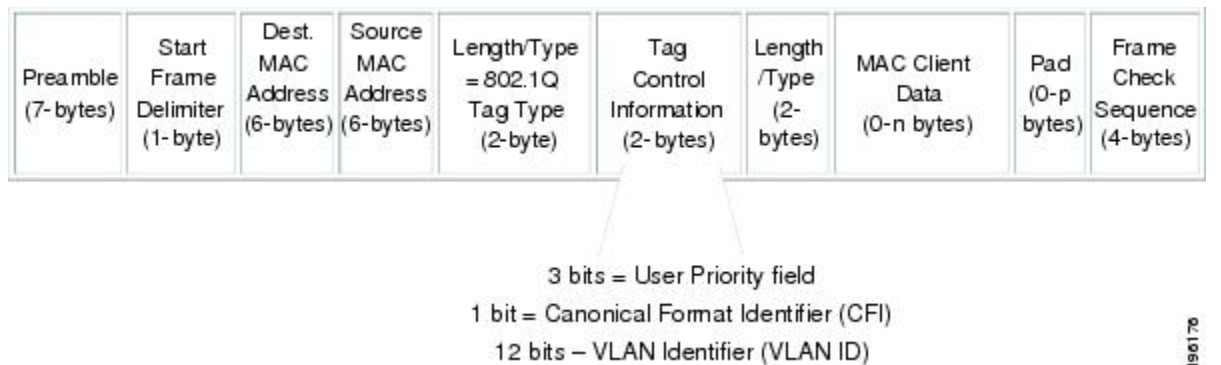 Preamble
(7-bytes)
Start
Frame
Delimiter
(1-byte)
Dest.
MAC
Address
(6-bytes)
Source
MAC
Address
(6-bytes)
Length/Type
= 802.1Q
Tag Type
(2-byte)
Tag
Control
Information
(2-bytes)
Length
/Type
(2-
bytes)
MAC Client
Data
(0-n bytes)
Pad
(0-p
bytes)
Frame
Check
Sequence
(4-bytes)
3 bits = User Priority field
1 bit = Canonical Format Identifier (CFI)
12 bits – VLAN Identifier (VLAN ID)
196176